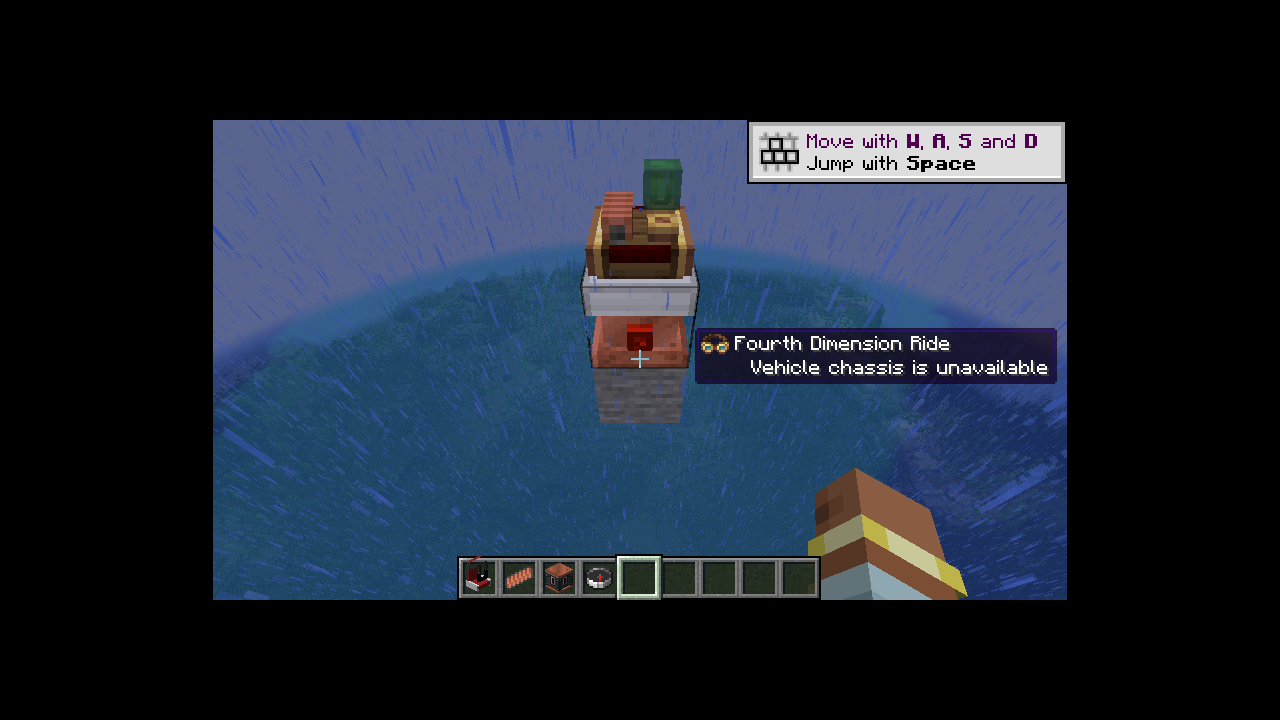 Move with W, A, S and D
Jump with Space
Fourth Dimension Ride
Vehicle chassis is unavailable